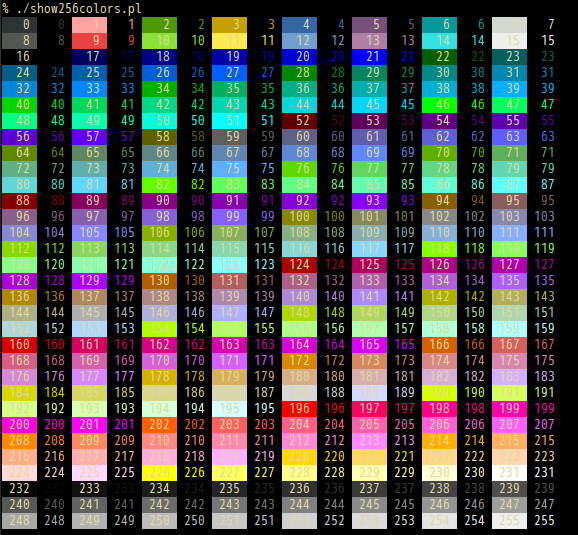 % ./show256colors.pl
0 0 1 1 2 2 3 3 4 4 5 5 6 6 7
8 8 9 9 10 10 11 11 12 12 13 13 14 14 15 15
16 17 17 18 18 19 19 20 20 21 21 22 22 23 23
24 24 25 25 26 26 27 27 28 28 29 29 30 30 31 31
32 32 33 33 34 34 35 35 36 36 37 37 38 38 39 39
40 40 41 41 42 42 43 43 44 44 45 45 46 46 47 47
48 48 49 49 50 50 51 51 52 52 53 53 54 54 55 55
56 56 57 57 58 58 59 59 60 60 61 61 62 62 63 63
64 64 65 65 66 66 67 67 68 68 69 69 70 70 71 71
72 72 73 73 74 74 75 75 76 76 77 77 78 78 79 79
80 80 81 81 82 82 83 83 84 84 85 85 86 86 87 87
88 88 89 89 90 90 91 91 92 92 93 93 94 94 95 95
96 96 97 97 98 98 99 99 100 100 101 101 102 102 103 103
104 104 105 105 106 106 107 107 108 108 109 109 110 110 111 111
112 112 113 113 114 114 115 115 116 116 117 117 118 118 119 119
120 120 121 121 122 122 123 123 124 124 125 125 126 126 127 127
128 128 129 129 130 130 131 131 132 132 133 133 134 134 135 135
136 136 137 137 138 138 139 139 140 140 141 141 142 142 143 143
144 144 145 145 146 146 147 147 148 148 149 149 150 150 151 151
152 152 153 153 154 154 155 155 156 156 157 157 158 158 159 159
160 160 161 161 162 162 163 163 164 164 165 165 166 166 167 167
168 168 169 169 170 170 171 171 172 172 173 173 174 174 175 175
176 176 177 177 178 178 179 179 180 180 181 181 182 182 183 183
184 184 185 185 186 186 187 187 188 188 189 189 190 190 191 191
192 192 193 193 194 194 195 195 196 196 197 197 198 198 199 199
200 200 201 201 202 202 203 203 204 204 205 205 206 206 207 207
208 208 209 209 210 210 211 211 212 212 213 213 214 214 215 215
216 216 217 217 218 218 219 219 220 220 221 221 222 222 223 223
224 224 225 225 226 226 227 227 228 228 229 229 230 230 231 231
232 233 234 234 235 235 236 236 237 237 238 238 239 239
240 240 241 241 242 242 243 243 244 244 245 245 246 246 247 247
248 248 249 249 250 250 251 251 252 252 253 253 254 254 255 255